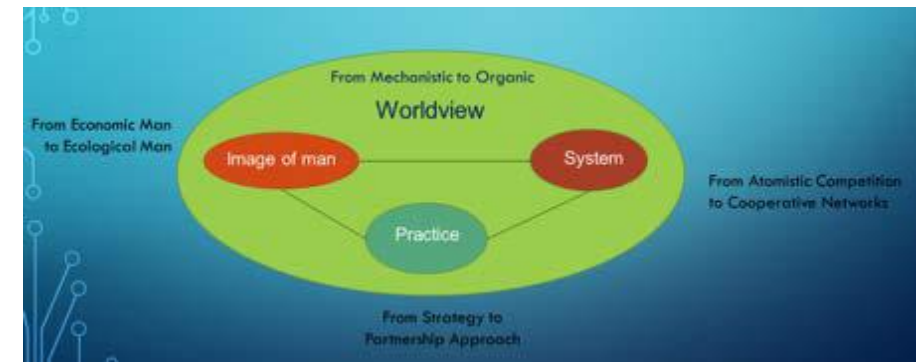 From Mechanistic to Organic
Worldview
From Economic Man
to Ecological Man
Image of man
System
From Atomistic Competition
to Cooperative Networks
Practice
From Strategy to
Partnership Approach